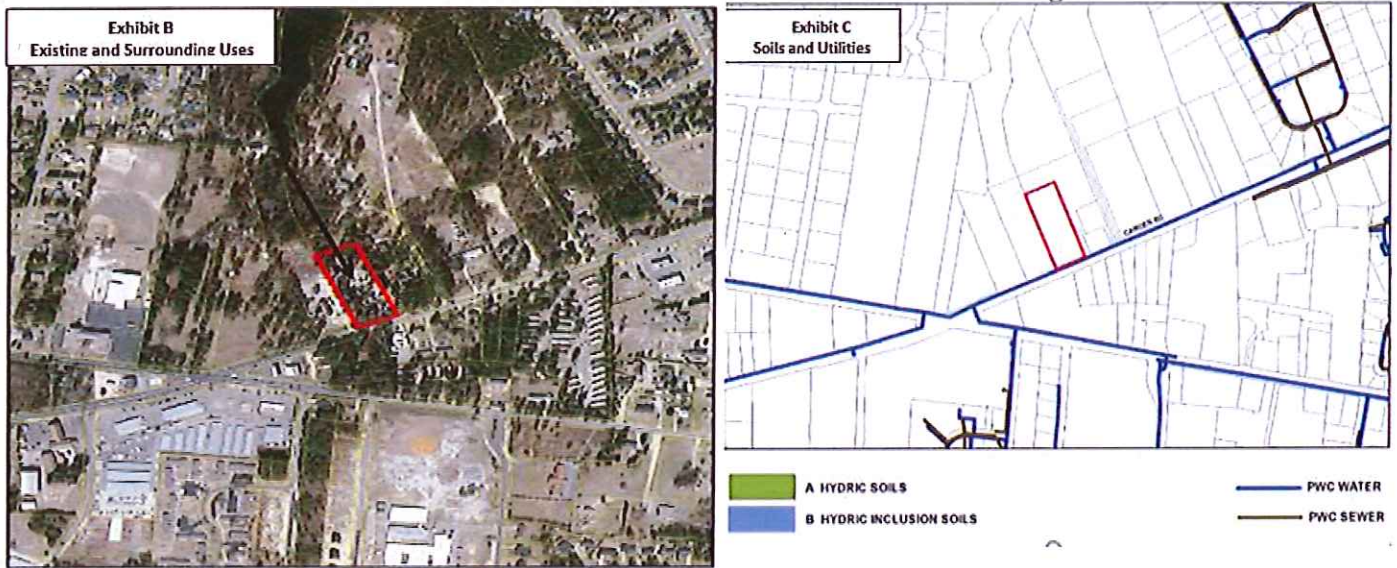 Exhibit B
Existing and Surrounding Uses
Exhibit C
Soils and Utilities
CAMDEN RD
A HYDRIC SOILS
B HYDRIC INCLUSION SOILS
PWC WATER
PWC SEWER